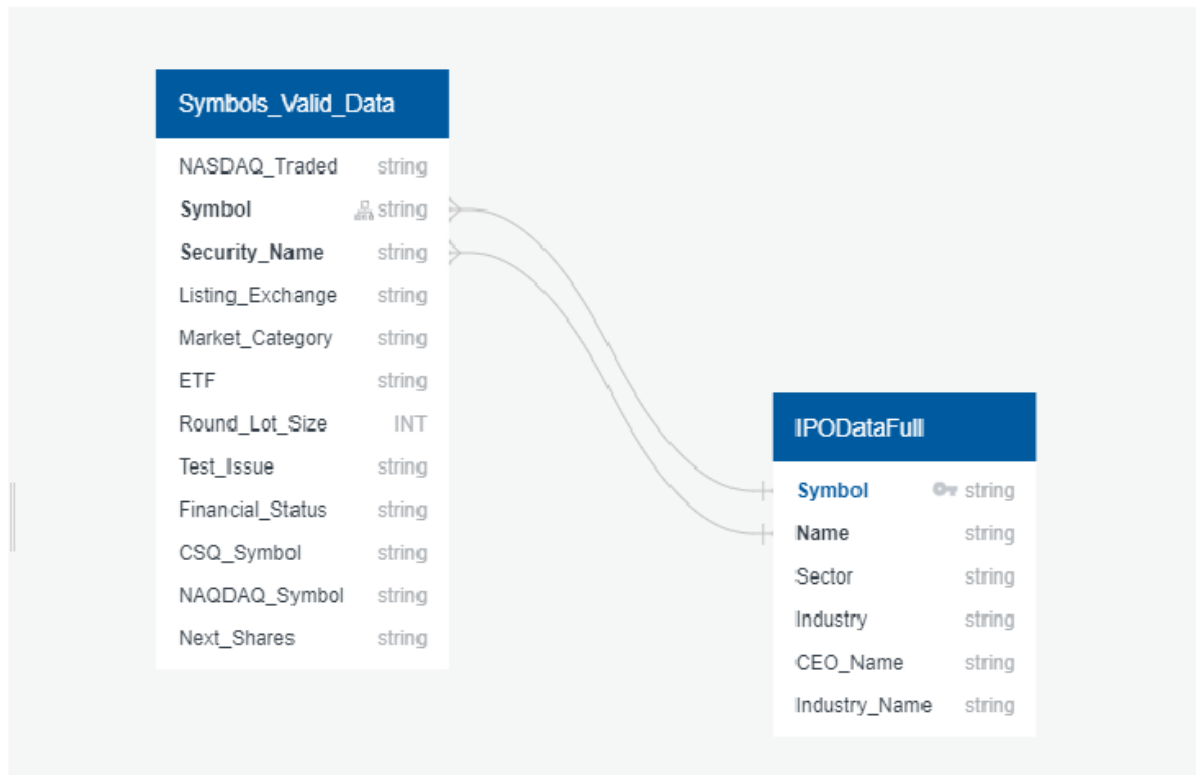 Symbols_Valid_Data
NASDAQ_Traded string
Symbol string
Security_Name string
Listing_Exchange string
Market_Category string
ETF string
Round_Lot_Size INT
Test_Issue string
Financial_Status string
CSQ_Symbol string
NAQDAQ_Symbol string
Next_Shares string
IPODataFull
Symbol string
Name string
Sector string
Industry string
CEO_Name string
Industry_Name string